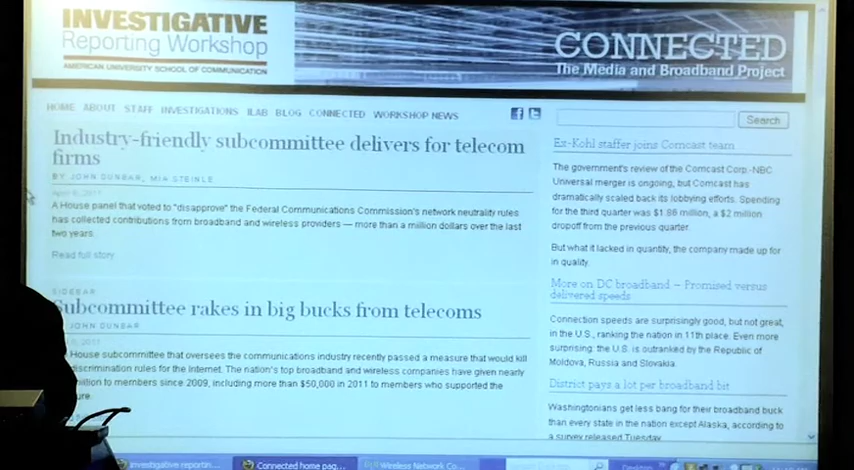 INVESTIGATIVE
Reporting Workshop
AMERICAN UNIVERSITY SCHOOL OF COMMUNICATION
CONNECTED
The Media and Broadband Project
HOME ABOUT STAFF INVESTIGATIONS ILAB BLOG CONNECTED WORKSHOP NEWS
Search
Industry-friendly subcommittee delivers for telecom
firms
BY JOHN DUNBAR, MIA STEINLE
2011
A House panel that voted to "disapprove" the Federal Communications Commission's network neutrality rules
has collected contributions from broadband and wireless providers — more than a million dollars over the last
two years.
Read full story
SIDEBAR
Subcommittee rakes in big bucks from telecoms
JOHN DUNBAR
House subcommittee that oversees the communications industry recently passed a measure that would kill
discrimination rules for the Internet. The nation's top broadband and wireless companies have given nearly
million to members since 2009, including more than $50,000 in 2011 to members who supported the
Ex-Kohl staffer joins Comcast team
The government's review of the Comcast Corp.-NBC
Universal merger is ongoing, but Comcast has
dramatically scaled back its lobbying efforts. Spending
for the third quarter was $1.86 million, a $2 million
dropoff from the previous quarter.
But what it lacked in quantity, the company made up for
in quality.
More on DC broadband – Promised versus
delivered speeds
Connection speeds are surprisingly good, but not great,
in the U.S., ranking the nation in 11th place. Even more
surprising: the U.S. is outranked by the Republic of
Moldova, Russia and Slovakia.
District pays a lot per broadband bit
Washingtonians get less bang for their broadband buck
than every state in the nation except Alaska, according to
a survey released Tuesday.
Investigative reportin...
Connected home pag...
Wireless Network Co...
Desktop